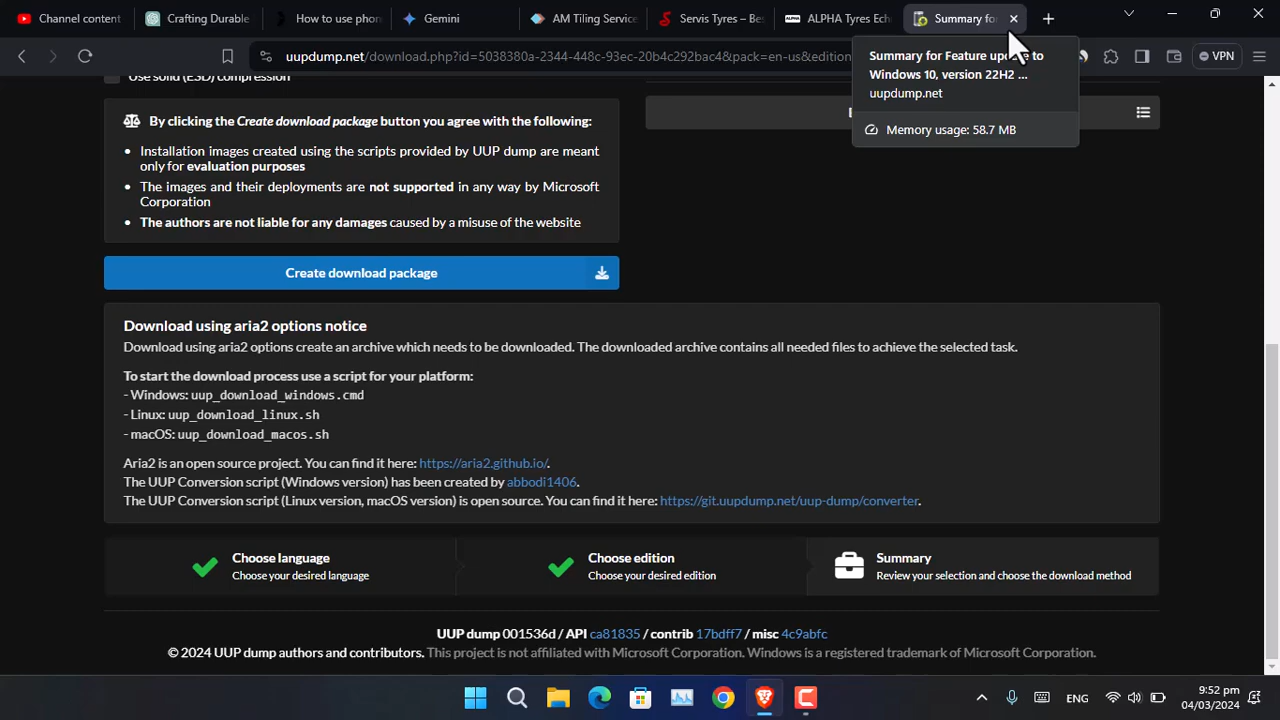 Channel content
Crafting Durable
How to use phon
Gemini
AM Tiling Service
Servis Tyres – Bes
ALPHA Tyres Echo
Summary fo
uupdump.net/download.php?id=5038380a-2344-448c-93ec-20b4c292bac4&pack=en-us&edition
VPN
Summary for Feature update to
Windows 10, version 22H2 ...
uupdump.net
Memory usage: 58.7 MB
Use solid (ESD) compression
By clicking the Create download package button you agree with the following:
• Installation images created using the scripts provided by UUP dump are meant
only for evaluation purposes
• The images and their deployments are not supported in any way by Microsoft
Corporation
• The authors are not liable for any damages caused by a misuse of the website
Create download package
Download using aria2 options notice
Download using aria2 options create an archive which needs to be downloaded. The downloaded archive contains all needed files to achieve the selected task.
To start the download process use a script for your platform:
- Windows: uup_download_windows.cmd
- Linux: uup_download_linux.sh
- macOS: uup_download_macos.sh
Aria2 is an open source project. You can find it here: https://aria2.github.io/.
The UUP Conversion script (Windows version) has been created by abbodi1406.
The UUP Conversion script (Linux version, macOS version) is open source. You can find it here: https://git.uupdump.net/uup-dump/converter.
Choose language
Choose your desired language
Choose edition
Choose your desired edition
Summary
Review your selection and choose the download method
UUP dump 001536d / API ca81835 / contrib 17bdff7 / misc 4c9abfc
© 2024 UUP dump authors and contributors. This project is not affiliated with Microsoft Corporation. Windows is a registered trademark of Microsoft Corporation.
ENG
9:52 pm
04/03/2024